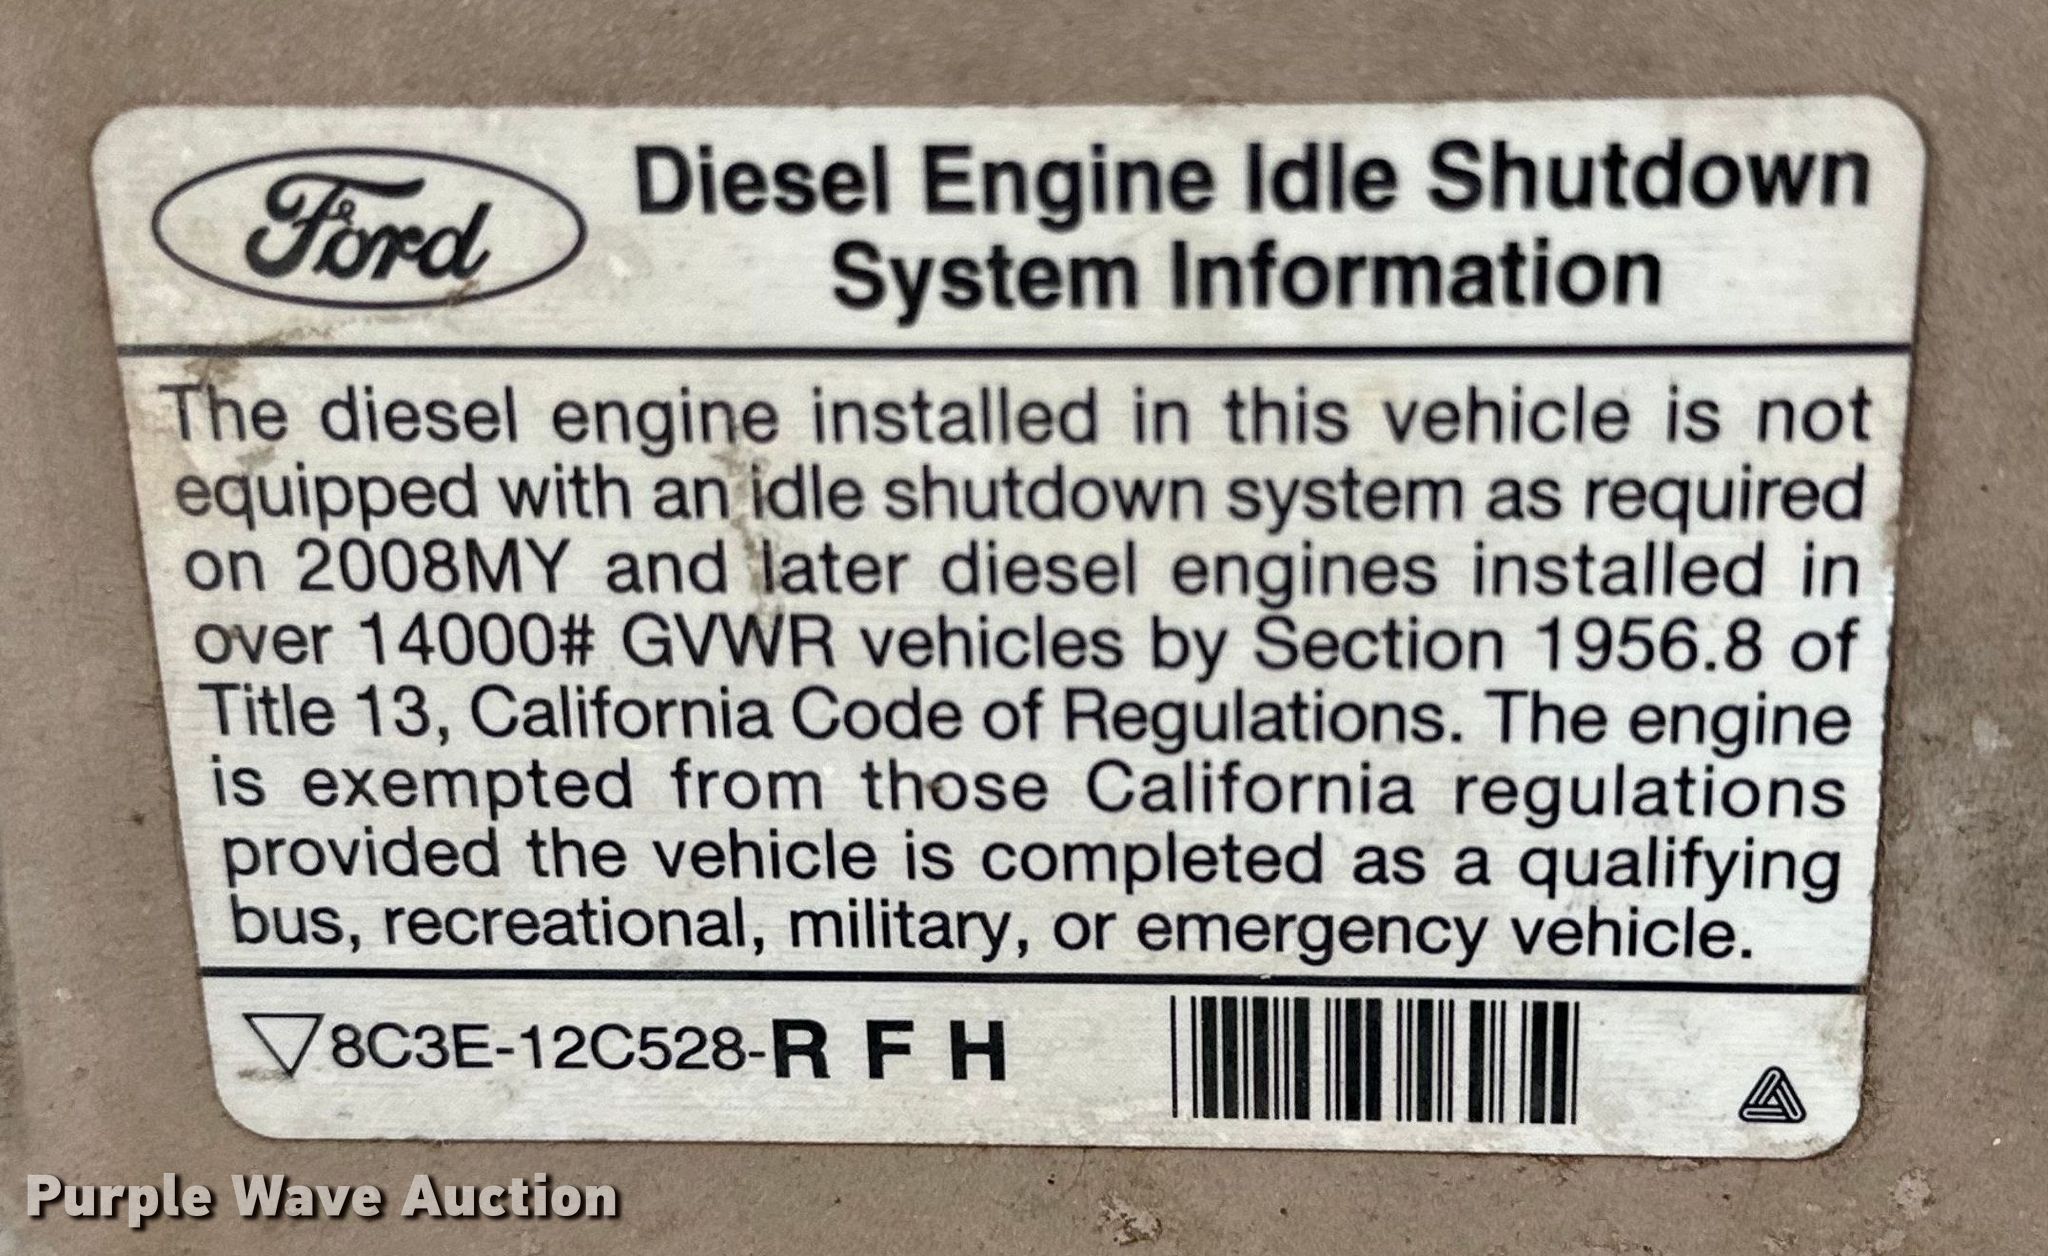 Ford
Diesel Engine Idle Shutdown
System Information
The diesel engine installed in this vehicle is not
equipped with an idle shutdown system as required
on 2008MY and later diesel engines installed in
over 14000# GVWR vehicles by Section 1956.8 of
Title 13, California Code of Regulations. The engine
is exempted from those California regulations
provided the vehicle is completed as a qualifying
bus, recreational, military, or emergency vehicle.
8C3E-12C528-R F H
Purple Wave Auction